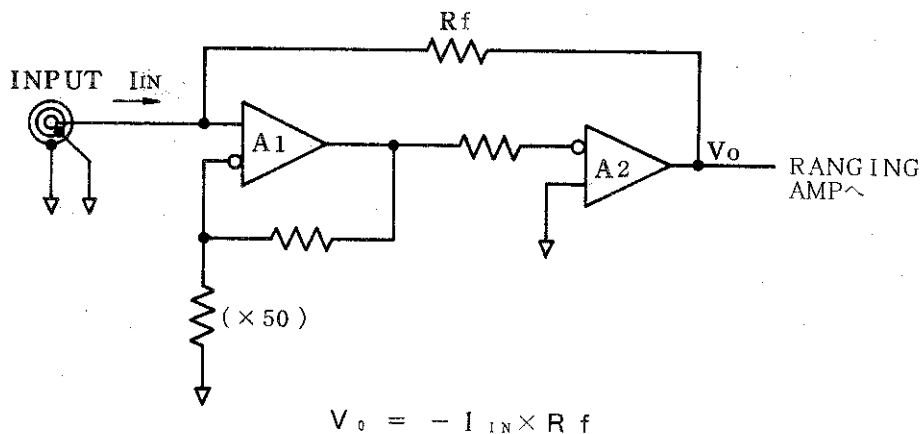 Rf
INPUT
IIN
A1
A2
Vo
RANGING
AMPへ
(×50)
V0 = - IIN × Rf